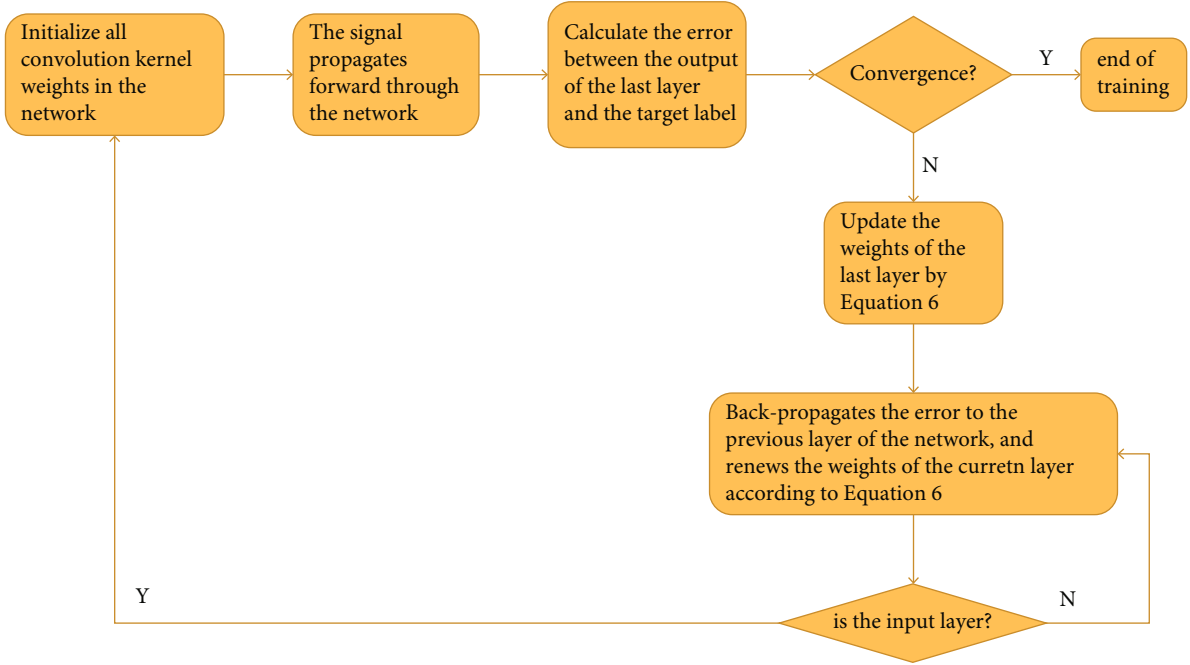 Initialize all
convolution kernel
weights in the
network
The signal
propagates
forward through
the network
Calculate the error
between the output
of the last layer
and the target label
Convergence?
Y
end of
training
N
Update the
weights of the
last layer by
Equation 6
Back-propagates the error to the
previous layer of the network, and
renews the weights of the curretn layer
according to Equation 6
is the input layer?
N
Y